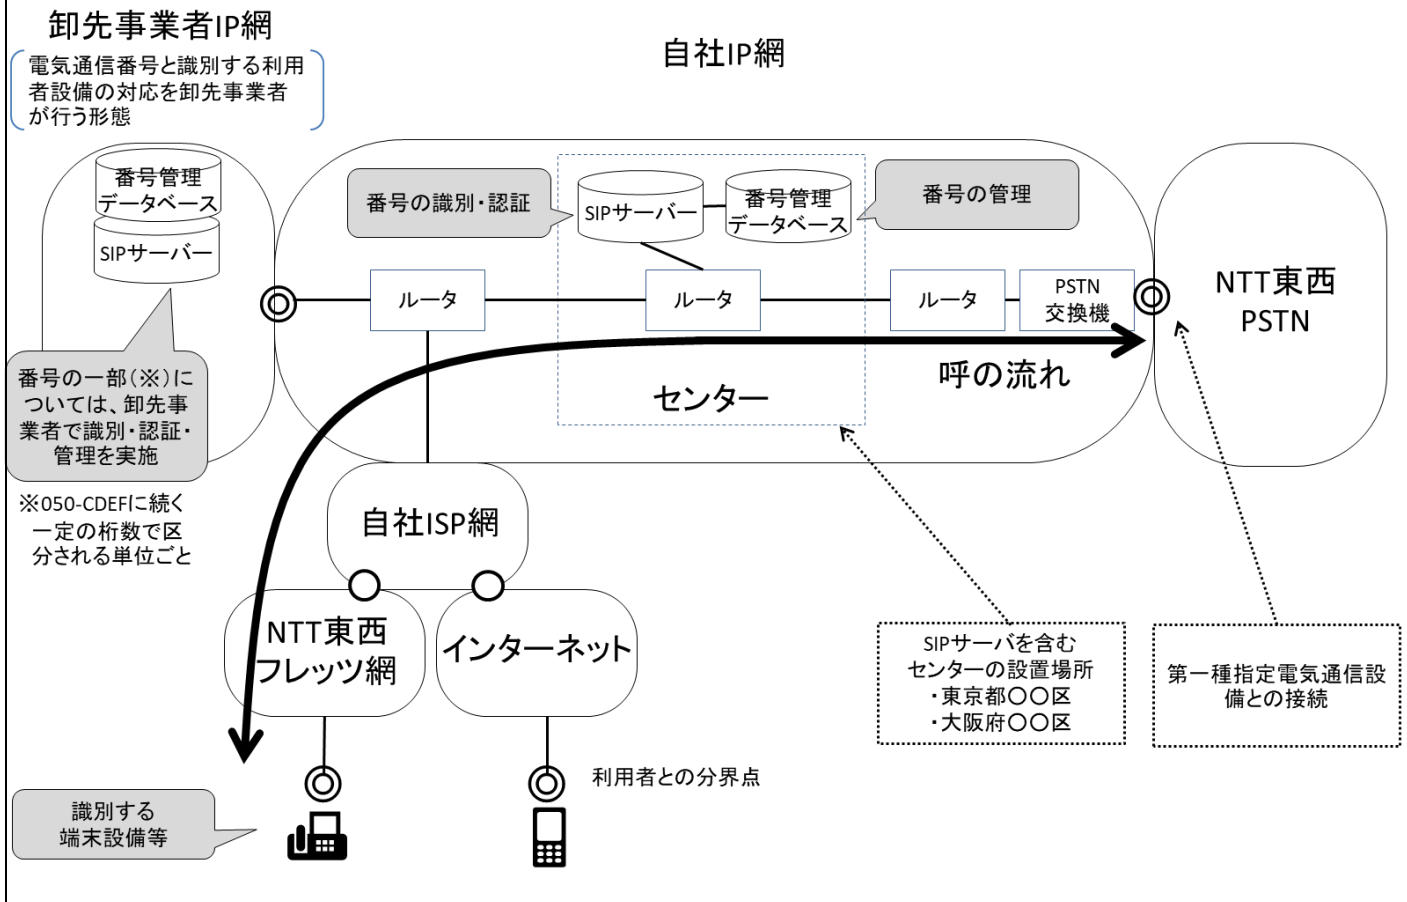 卸先事業者IP網
電気通信番号と識別する利用
者設備の対応を卸先事業者
が行う形態
自社IP網
番号管理
データベース
SIPサーバー
番号の識別・認証
SIPサーバー
番号管理
データベース
番号の管理
ルータ
ルータ
ルータ
PSTN
交換機
NTT東西
PSTN
呼の流れ
センター
番号の一部(※)に
ついては、卸先事
業者で識別・認証・
管理を実施
※050-CDEFに続く
一定の桁数で区
分される単位ごと
自社ISP網
NTT東西
フレッツ網
インターネット
SIPサーバを含む
センターの設置場所
・東京都〇〇区
・大阪府〇〇区
第一種指定電気通信設
備との接続
利用者との分界点
識別する
端末設備等